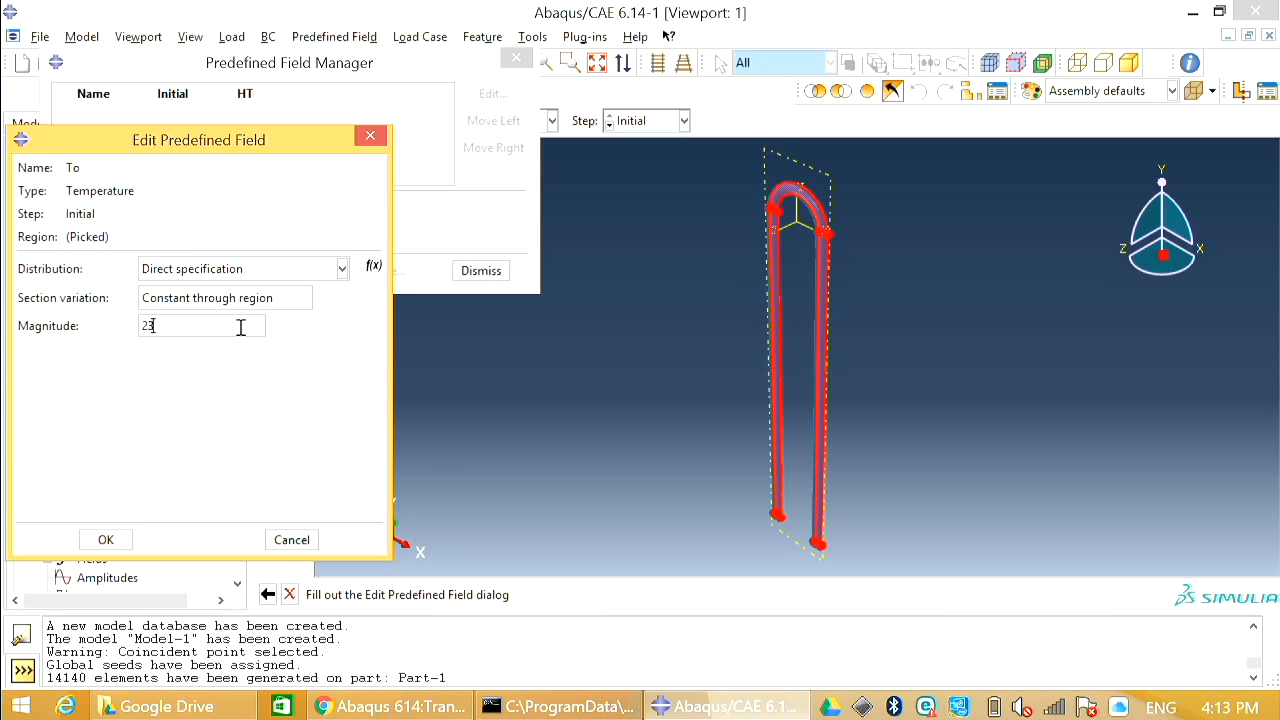 Abaqus/CAE 6.14-1 [Viewport: 1]
File Model Viewport View Load BC Predefined Field Load Case Feature Tools Plug-ins Help
Predefined Field Manager
All
Name Initial HT
Edit...
Assembly defaults
Move Left
Step: Initial
Edit Predefined Field
Move Right
Name: To
Type: Temperature
Step: Initial
Region: (Picked)
Distribution: Direct specification f(x)
Dismiss
Section variation: Constant through region
Magnitude: 25
Y
Z X
OK Cancel
X
Amplitudes
Fill out the Edit Predefined Field dialog
SIMULIA
A new model database has been created.
The model "Model-1" has been created.
Warning: Coincident point selected.
Global seeds have been assigned.
14140 elements have been generated on part: Part-1
>>>
Google Drive
Abaqus 614:Tran...
C:\ProgramData\...
Abaqus/CAE 6.1...
ENG 4:13 PM